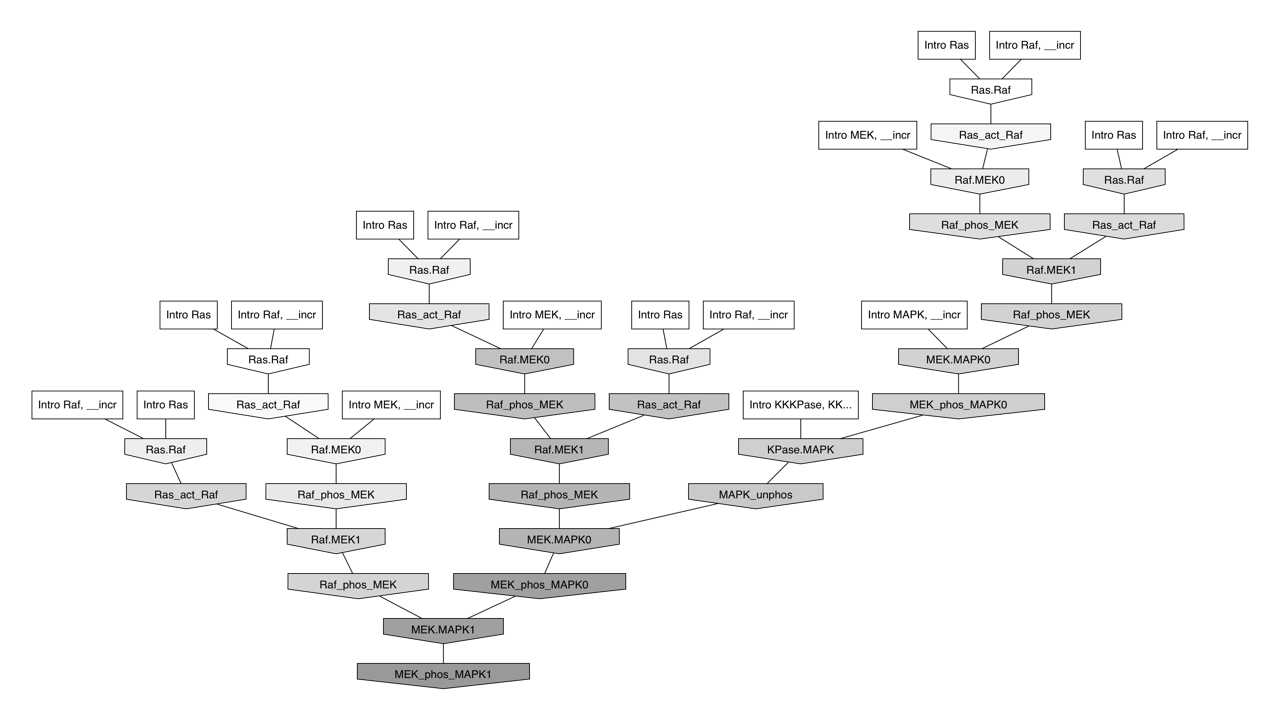 Intro Ras
Intro Raf, __incr
Ras.Raf
Intro MEK, __incr
Ras_act_Raf
Intro Ras
Intro Raf, __incr
Raf.MEK0
Ras.Raf
Intro Ras
Intro Raf, __incr
Raf_phos_MEK
Ras_act_Raf
Ras.Raf
Raf.MEK1
Intro Ras
Intro Raf, __incr
Ras_act_Raf
Intro MEK, __incr
Intro Ras
Intro Raf, __incr
Intro MAPK, __incr
Raf_phos_MEK
Ras.Raf
Raf.MEK0
Ras.Raf
MEK.MAPK0
Intro Raf, __incr
Intro Ras
Ras_act_Raf
Intro MEK, __incr
Raf_phos_MEK
Ras_act_Raf
Intro KKKPase, KK...
MEK_phos_MAPK0
Ras.Raf
Raf.MEK0
Raf.MEK1
KPase.MAPK
Ras_act_Raf
Raf_phos_MEK
Raf_phos_MEK
MAPK_unphos
Raf.MEK1
MEK.MAPK0
Raf_phos_MEK
MEK_phos_MAPK0
MEK.MAPK1
MEK_phos_MAPK1